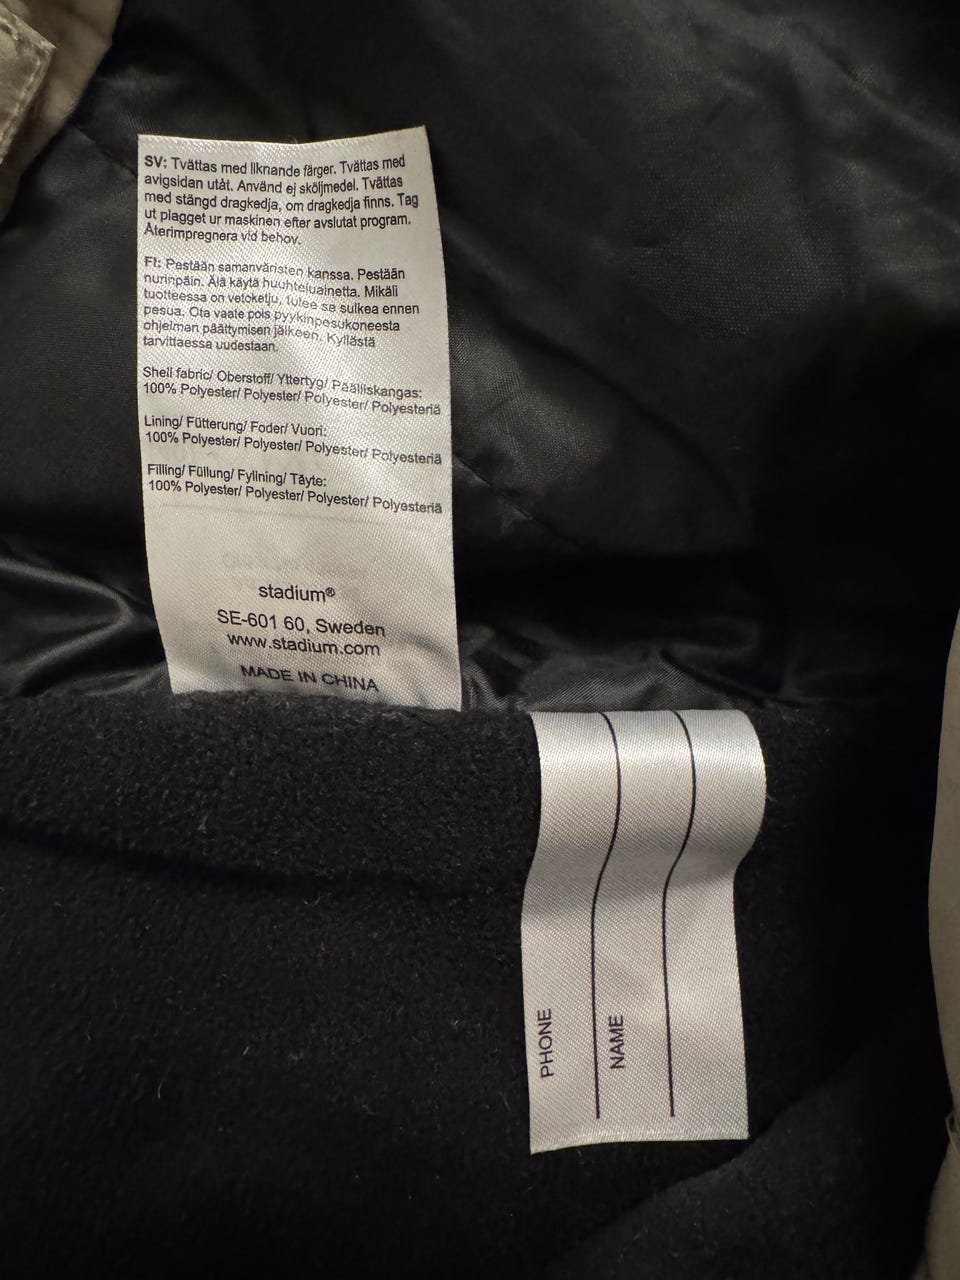 SV: Tvättas med liknande färger. Tvättas med
avigsidan utåt. Använd ej sköljmedel. Tvättas
med stängd dragkedja, om dragkedja finns. Tag
ut plagget ur maskinen efter avslutat program.
Återimpregnera vid behov.
FI: Pestään samanväristen kanssa. Pestään
nurinpäin. Älä käytä huuhteluainetta. Mikäli
tuotteessa on vetoketju, tulee se sulkea ennen
pesua. Ota vaate pois pyykinpesukoneesta
ohjelman päättymisen jälkeen. Kyllästä
tarvittaessa uudestaan.
Shell fabric/ Oberstoff/ Yttertyg/ Päälliskangas:
100% Polyester/ Polyester/ Polyester/ Polyesteriä
Lining/ Fütterung/ Foder/ Vuori:
100% Polyester/ Polyester/ Polyester/ Polyesteriä
Filling/ Füllung/ Fyllning/ Täyte:
100% Polyester/ Polyester/ Polyester/ Polyesteriä
stadium®
SE-601 60, Sweden
www.stadium.com
MADE IN CHINA
PHONE
NAME